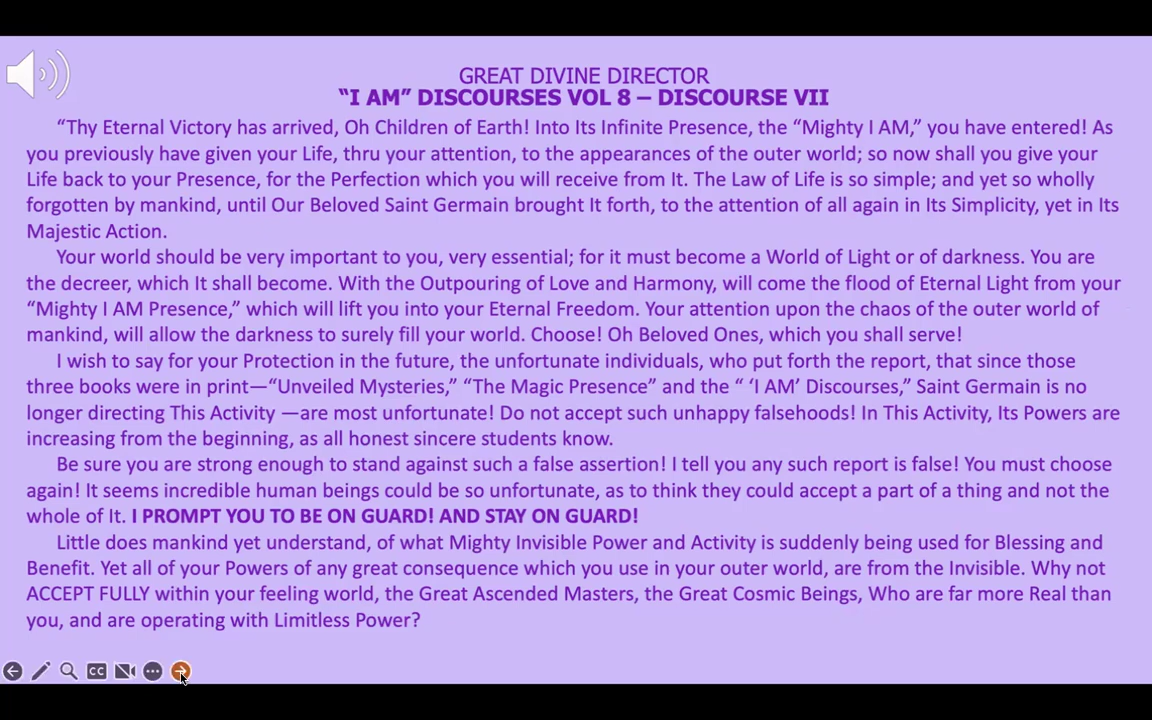 GREAT DIVINE DIRECTOR
“I AM” DISCOURSES VOL 8 – DISCOURSE VII
“Thy Eternal Victory has arrived, Oh Children of Earth! Into Its Infinite Presence, the “Mighty I AM,” you have entered! As
you previously have given your Life, thru your attention, to the appearances of the outer world; so now shall you give your
Life back to your Presence, for the Perfection which you will receive from It. The Law of Life is so simple; and yet so wholly
forgotten by mankind, until Our Beloved Saint Germain brought It forth, to the attention of all again in Its Simplicity, yet in Its
Majestic Action.
Your world should be very important to you, very essential; for it must become a World of Light or of darkness. You are
the decreer, which It shall become. With the Outpouring of Love and Harmony, will come the flood of Eternal Light from your
“Mighty I AM Presence,” which will lift you into your Eternal Freedom. Your attention upon the chaos of the outer world of
mankind, will allow the darkness to surely fill your world. Choose! Oh Beloved Ones, which you shall serve!
I wish to say for your Protection in the future, the unfortunate individuals, who put forth the report, that since those
three books were in print—“Unveiled Mysteries,” “The Magic Presence” and the “ ‘I AM’ Discourses,” Saint Germain is no
longer directing This Activity —are most unfortunate! Do not accept such unhappy falsehoods! In This Activity, Its Powers are
increasing from the beginning, as all honest sincere students know.
Be sure you are strong enough to stand against such a false assertion! I tell you any such report is false! You must choose
again! It seems incredible human beings could be so unfortunate, as to think they could accept a part of a thing and not the
whole of It. I PROMPT YOU TO BE ON GUARD! AND STAY ON GUARD!
Little does mankind yet understand, of what Mighty Invisible Power and Activity is suddenly being used for Blessing and
Benefit. Yet all of your Powers of any great consequence which you use in your outer world, are from the Invisible. Why not
ACCEPT FULLY within your feeling world, the Great Ascended Masters, the Great Cosmic Beings, Who are far more Real than
you, and are operating with Limitless Power?
CC